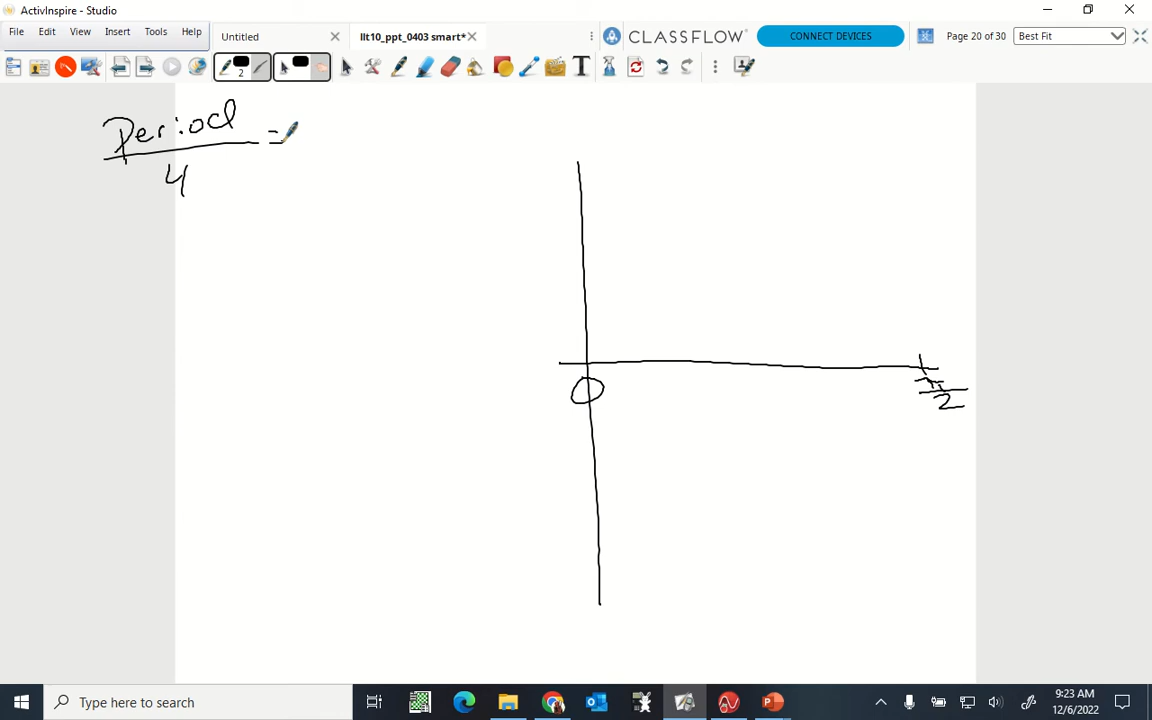 ActivInspire - Studio
File Edit View Insert Tools Help
Untitled
llt10_ppt_0403 smart*
CLASSFLOW
CONNECT DEVICES
Page 20 of 30
Best Fit
2
Period
4
=
0
π
2
Type here to search
9:23 AM
12/6/2022